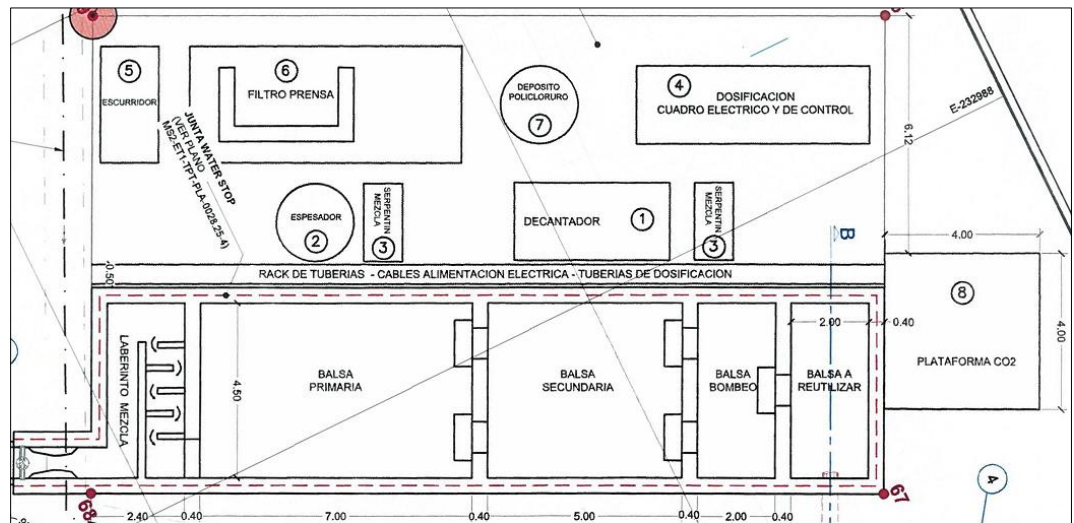 5
ESCURRIDOR
6
FILTRO PRENSA
DEPOSITO
POLICLORURO
7
4
DOSIFICACION
CUADRO ELECTRICO Y DE CONTROL
E-232988
6.12
JUNTA WATER STOP
(VER PLANO
MS2-ET1-TPT-PLA-0028.25-4)
ESPESADOR
2
SERPENTIN
MEZCLA
3
DECANTADOR
1
SERPENTIN
MEZCLA
3
B
4.00
RACK DE TUBERIAS - CABLES ALIMENTACION ELECTRICA - TUBERIAS DE DOSIFICACION
0.50
8
PLATAFORMA CO2
4.00
LABERINTO MEZCLA
4.50
BALSA
PRIMARIA
BALSA
SECUNDARIA
BALSA
BOMBEO
2.00
0.40
BALSA A
REUTILIZAR
67
68
4
2.40
0.40
7.00
0.40
5.00
0.40
2.00
0.40